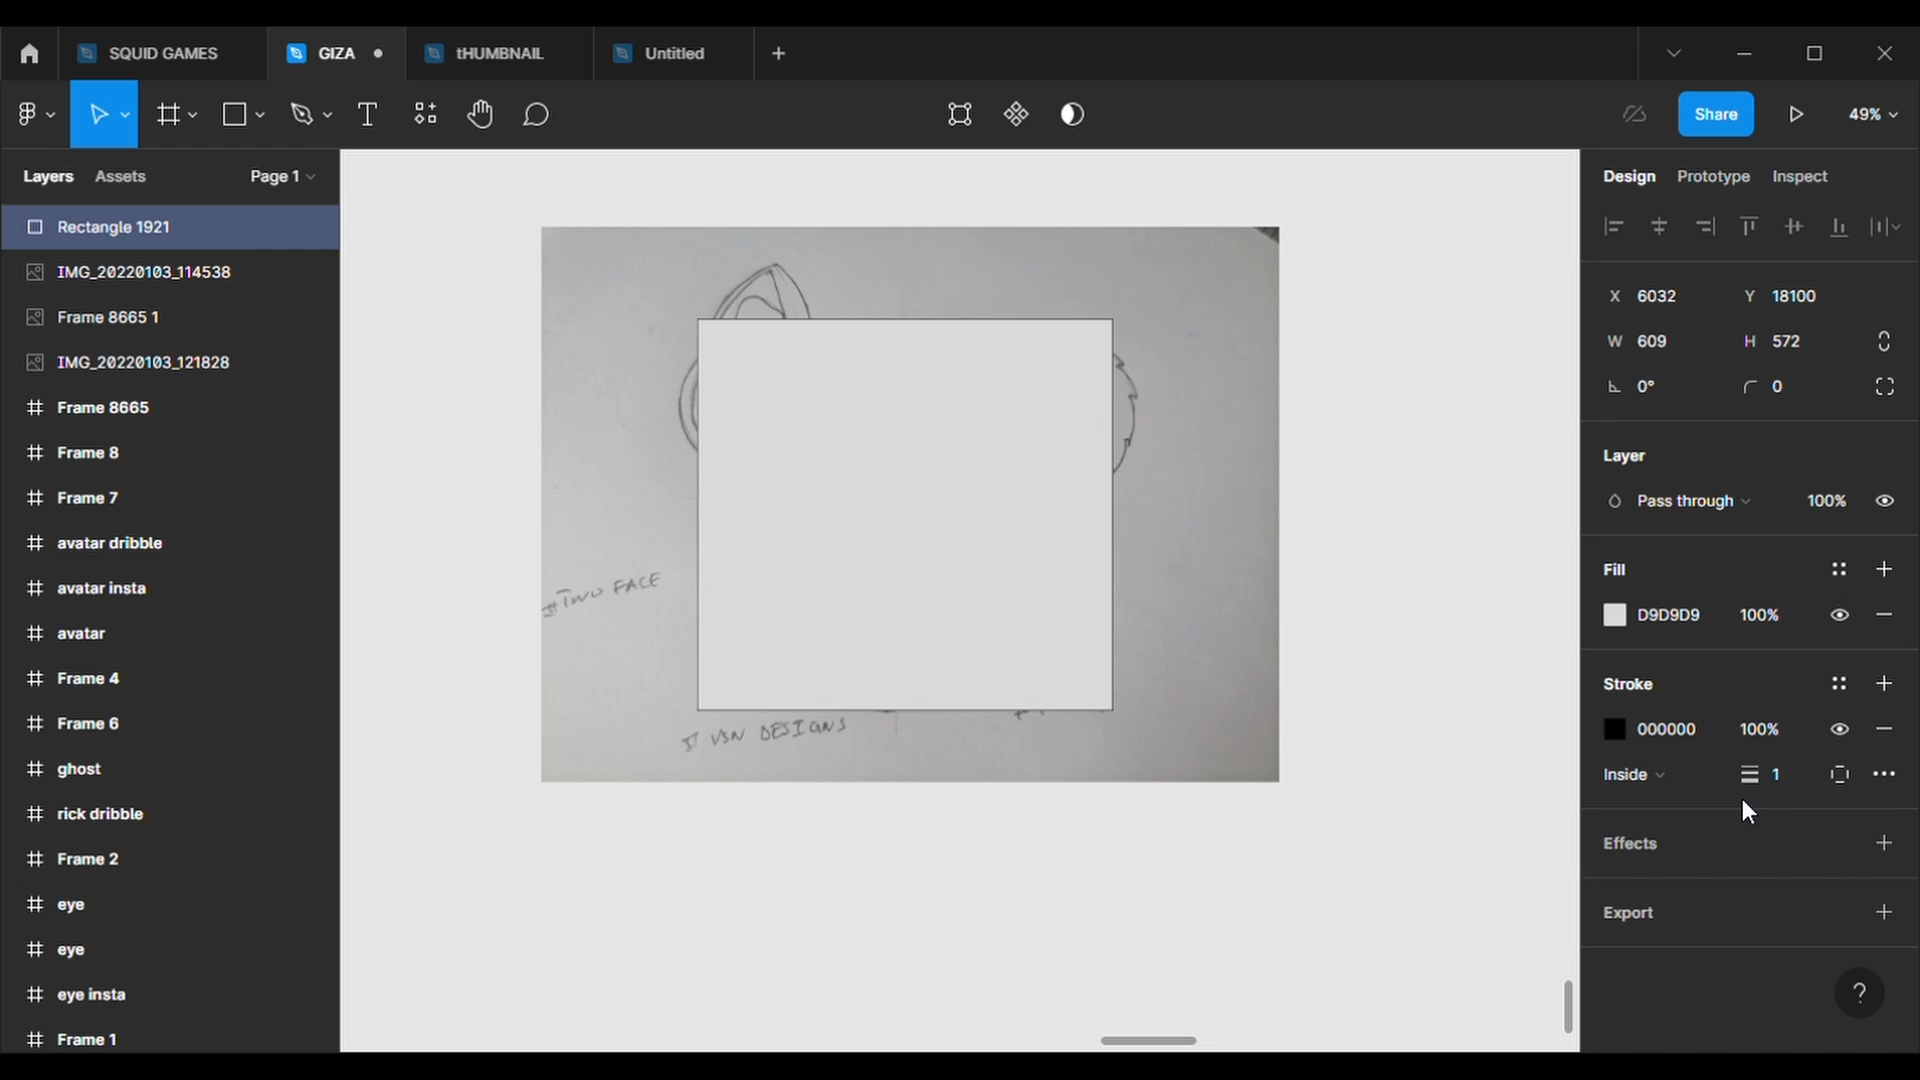 SQUID GAMES
GIZA
tHUMBNAIL
Untitled
Share
49%
Layers
Assets
Page 1
Design
Prototype
Inspect
Rectangle 1921
IMG_20220103_114538
Frame 8665 1
IMG_20220103_121828
Frame 8665
Frame 8
Frame 7
avatar dribble
avatar insta
avatar
Frame 4
Frame 6
ghost
rick dribble
Frame 2
eye
eye
eye insta
Frame 1
#TWO FACE
# VSN DESIGNS
X 6032 Y 18100
W 609 H 572
0° 0
Layer
Pass through 100%
Fill
D9D9D9 100%
Stroke
000000 100%
Inside 1
Effects
Export
?